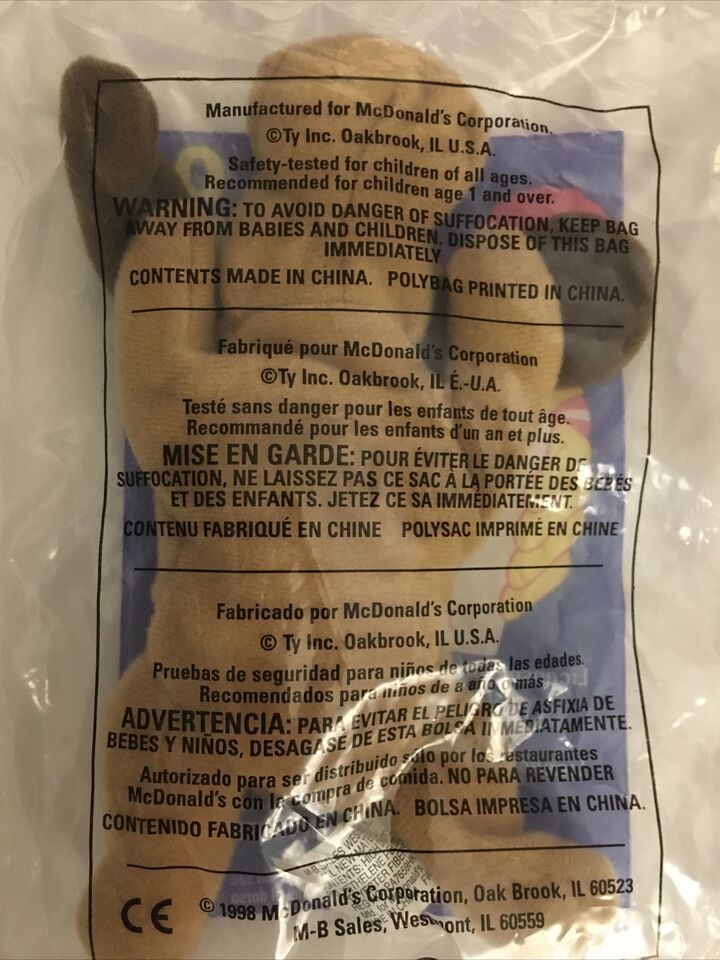 Manufactured for McDonald's Corporation.
©Ty Inc. Oakbrook, IL U.S.A.
Safety-tested for children of all ages.
Recommended for children age 1 and over.
WARNING: TO AVOID DANGER OF SUFFOCATION, KEEP BAG
AWAY FROM BABIES AND CHILDREN. DISPOSE OF THIS BAG
IMMEDIATELY
CONTENTS MADE IN CHINA. POLYBAG PRINTED IN CHINA.
Fabriqué pour McDonald's Corporation
©Ty Inc. Oakbrook, IL É.-U.A.
Testé sans danger pour les enfants de tout âge.
Recommandé pour les enfants d'un an et plus.
MISE EN GARDE: POUR ÉVITER LE DANGER DE
SUFFOCATION, NE LAISSEZ PAS CE SAC À LA PORTÉE DES BÉBÉS
ET DES ENFANTS. JETEZ CE SA IMMÉDIATEMENT.
CONTENU FABRIQUÉ EN CHINE POLYSAC IMPRIMÉ EN CHINE
Fabricado por McDonald's Corporation
© Ty Inc. Oakbrook, IL U.S.A.
Pruebas de seguridad para niños de todas las edades.
Recomendados para niños de a año o más
ADVERTENCIA: PARA EVITAR EL PELIGRO DE ASFIXIA DE
BEBES Y NIÑOS, DESAGASE DE ESTA BOLSA INMEDIATAMENTE.
Autorizado para ser distribuido sólo por los restaurantes
McDonald's con la compra de comida. NO PARA REVENDER
CONTENIDO FABRICADO EN CHINA. BOLSA IMPRESA EN CHINA.
CE © 1998 McDonald's Corporation, Oak Brook, IL 60523
M-B Sales, Westmont, IL 60559